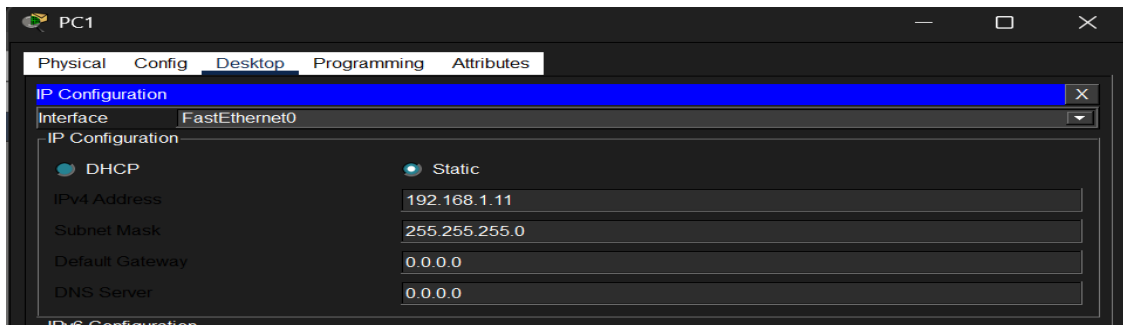 PC1
Physical Config Desktop Programming Attributes
IP Configuration X
Interface FastEthernet0
IP Configuration
DHCP Static
IPv4 Address 192.168.1.11
Subnet Mask 255.255.255.0
Default Gateway 0.0.0.0
DNS Server 0.0.0.0
IPv6 Configuration